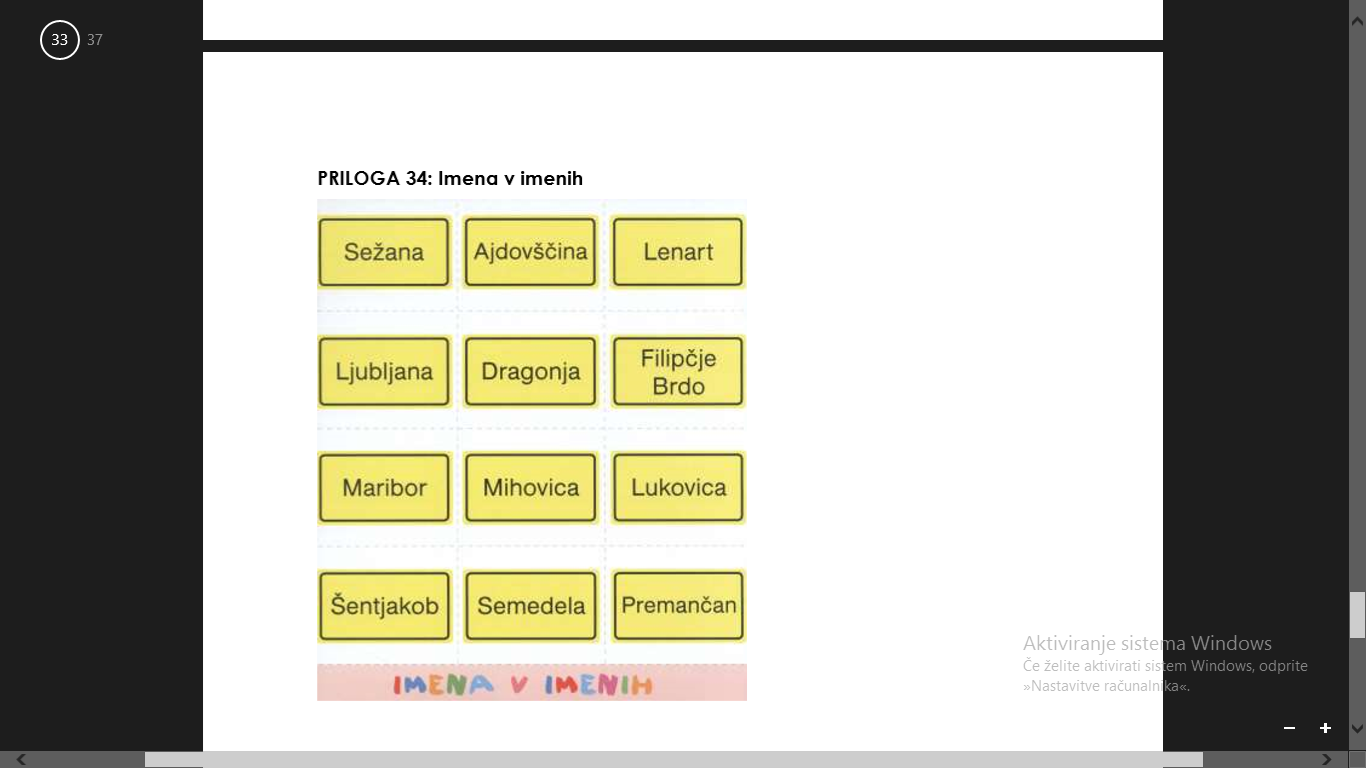 33 37
PRILOGA 34: Imena v imenih
Sežana
Ajdovščina
Lenart
Ljubljana
Dragonja
Filipčje
Brdo
Maribor
Mihovica
Lukovica
Šentjakob
Semedela
Premančan
IMENA V IMENIH
Aktiviranje sistema Windows
Če želite aktivirati sistem Windows, odprite
»Nastavitve računalnika«.